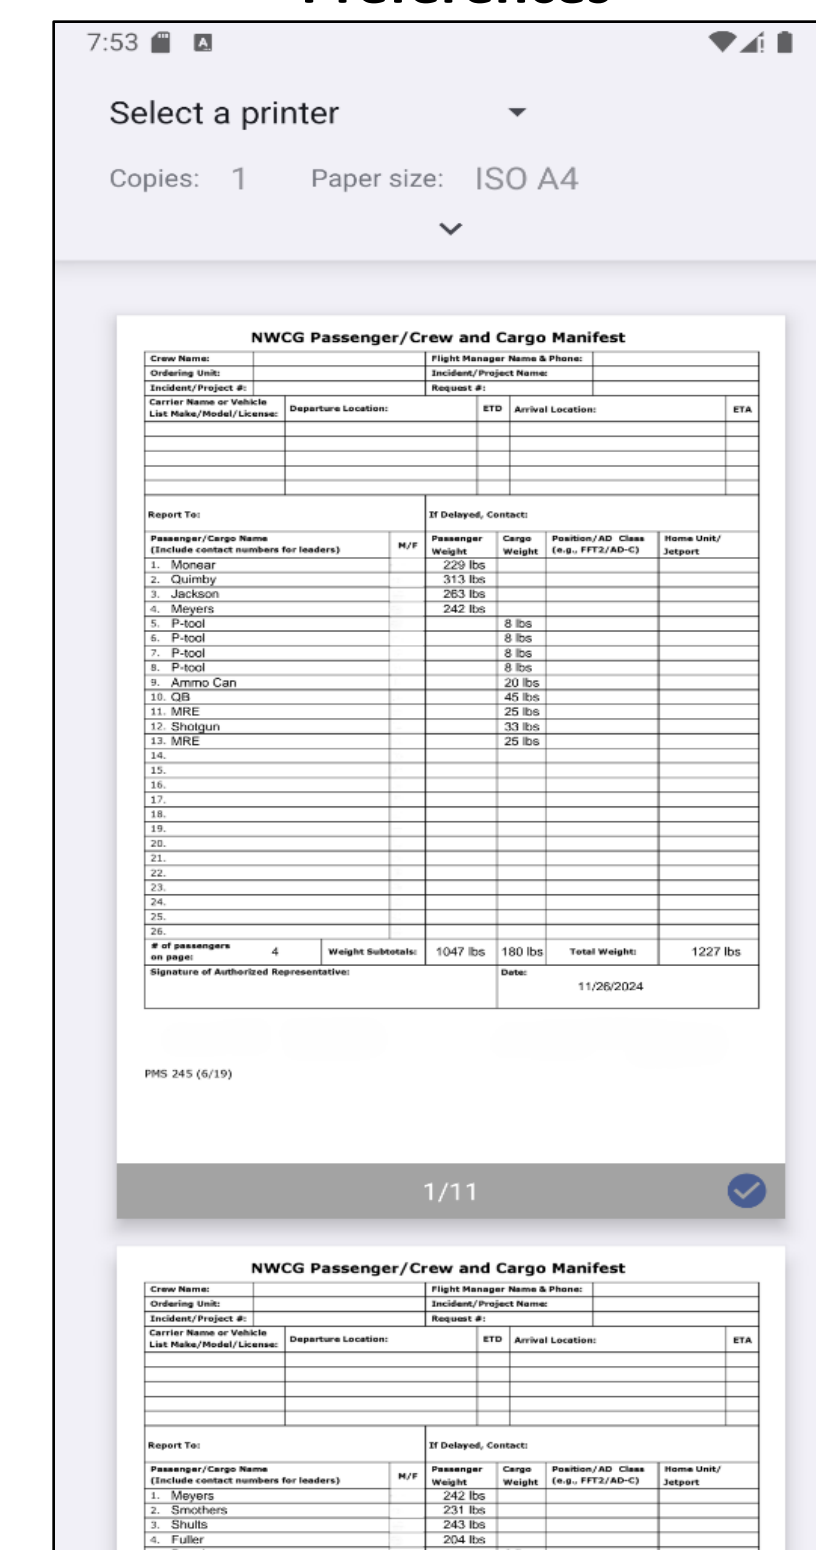 Preferences
7:53
Select a printer
Copies: 1 Paper size: ISO A4
NWCG Passenger/Crew and Cargo Manifest
Crew Name: Flight Manager Name & Phone:
Ordering Unit: Incident/Project Name:
Incident/Project #: Request #:
Carrier Name or Vehicle
List Make/Model/License: Departure Location: ETD Arrival Location: ETA
Report To: If Delayed, Contact:
Passenger/Cargo Name
(Include contact numbers for leaders) M/F Passenger Weight Cargo Weight Position/AD Class (e.g., FFT2/AD-C) Home Unit/ Jetport
1. Monear 229 lbs
2. Quimby 313 lbs
3. Jackson 263 lbs
4. Meyers 242 lbs
5. P-tool 8 lbs
6. P-tool 8 lbs
7. P-tool 8 lbs
8. P-tool 8 lbs
9. Ammo Can 20 lbs
10. QB 45 lbs
11. MRE 25 lbs
12. Shotgun 33 lbs
13. MRE 25 lbs
14.
15.
16.
17.
18.
19.
20.
21.
22.
23.
24.
25.
26.
# of passengers
on page: 4 Weight Subtotals: 1047 lbs 180 lbs Total Weight: 1227 lbs
Signature of Authorized Representative: Date:
11/26/2024
PMS 245 (6/19)
1/11
NWCG Passenger/Crew and Cargo Manifest
Crew Name: Flight Manager Name & Phone:
Ordering Unit: Incident/Project Name:
Incident/Project #: Request #:
Carrier Name or Vehicle
List Make/Model/License: Departure Location: ETD Arrival Location: ETA
Report To: If Delayed, Contact:
Passenger/Cargo Name
(Include contact numbers for leaders) M/F Passenger Weight Cargo Weight Position/AD Class (e.g., FFT2/AD-C) Home Unit/ Jetport
1. Meyers 242 lbs
2. Smothers 231 lbs
3. Shults 243 lbs
4. Fuller 204 lbs